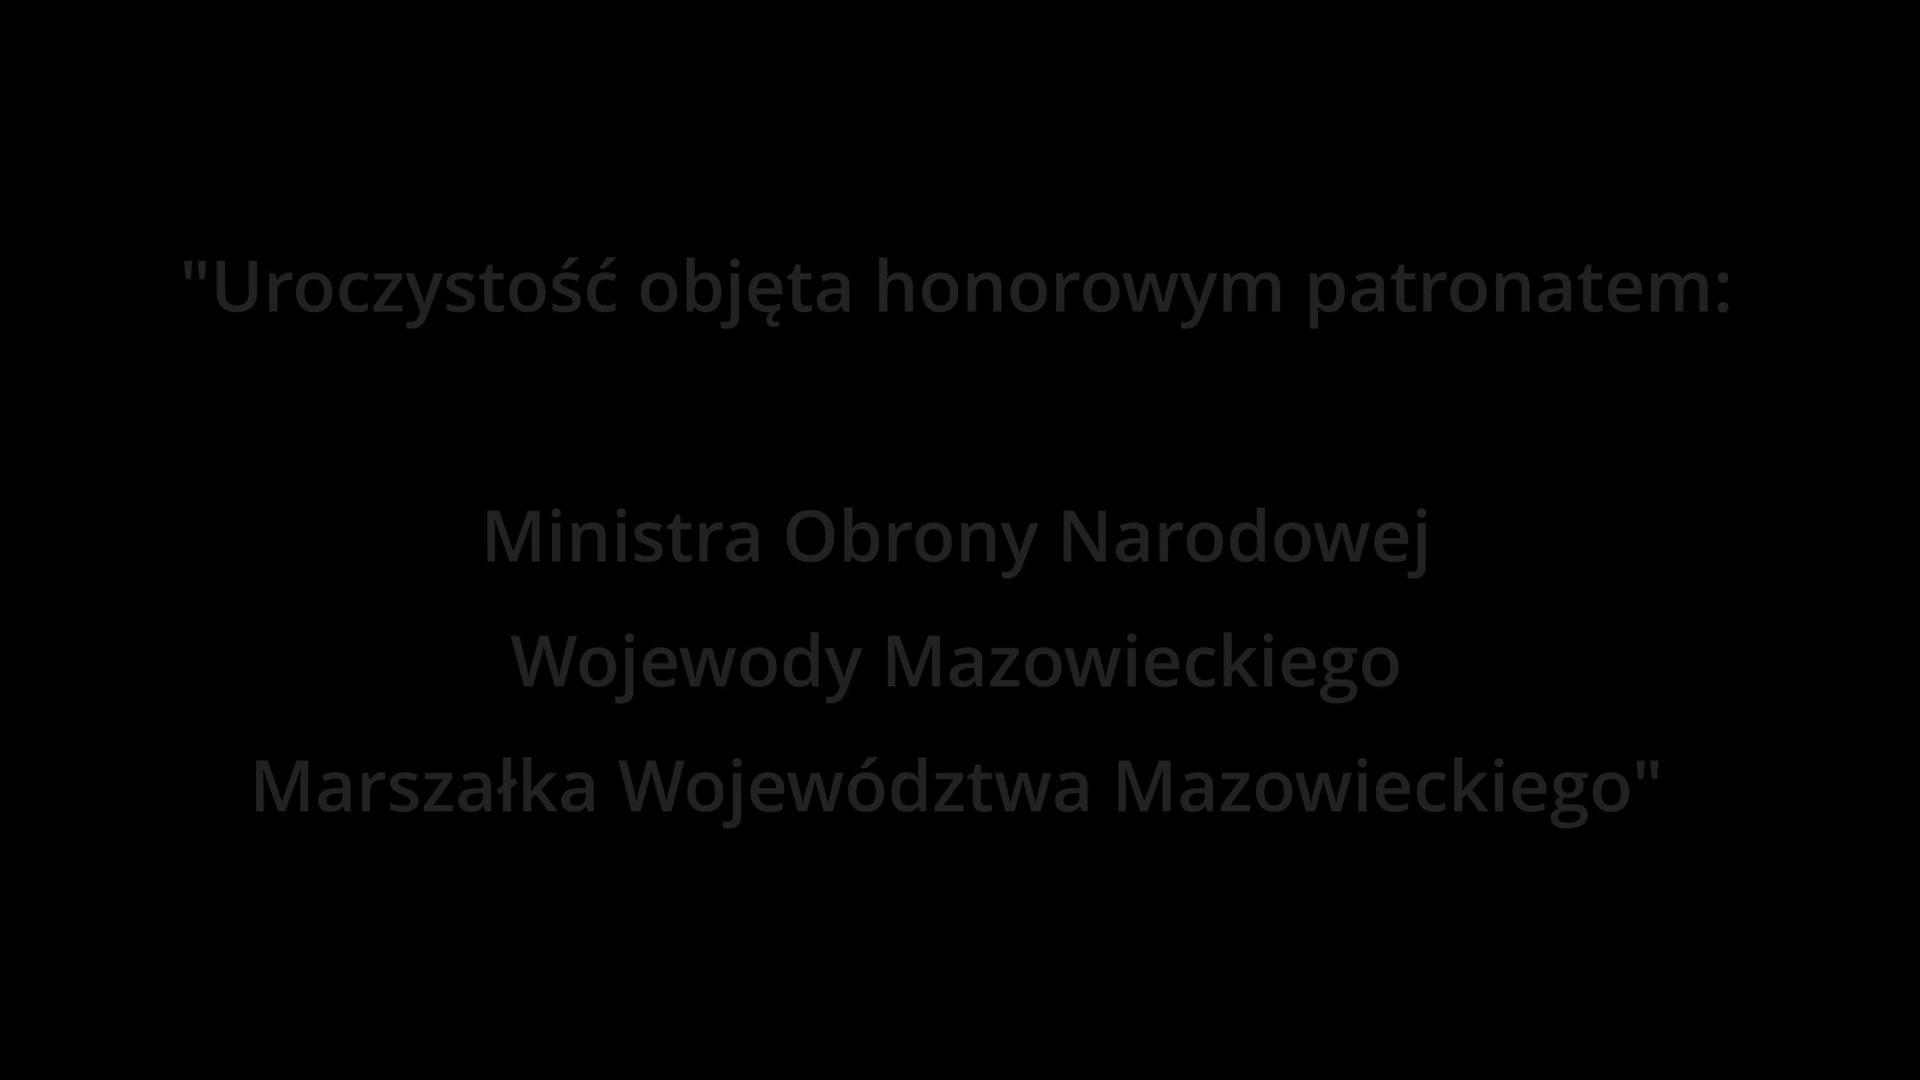 "Uroczystość objęta honorowym patronatem:
Ministra Obrony Narodowej
Wojewody Mazowieckiego
Marszałka Województwa Mazowieckiego"